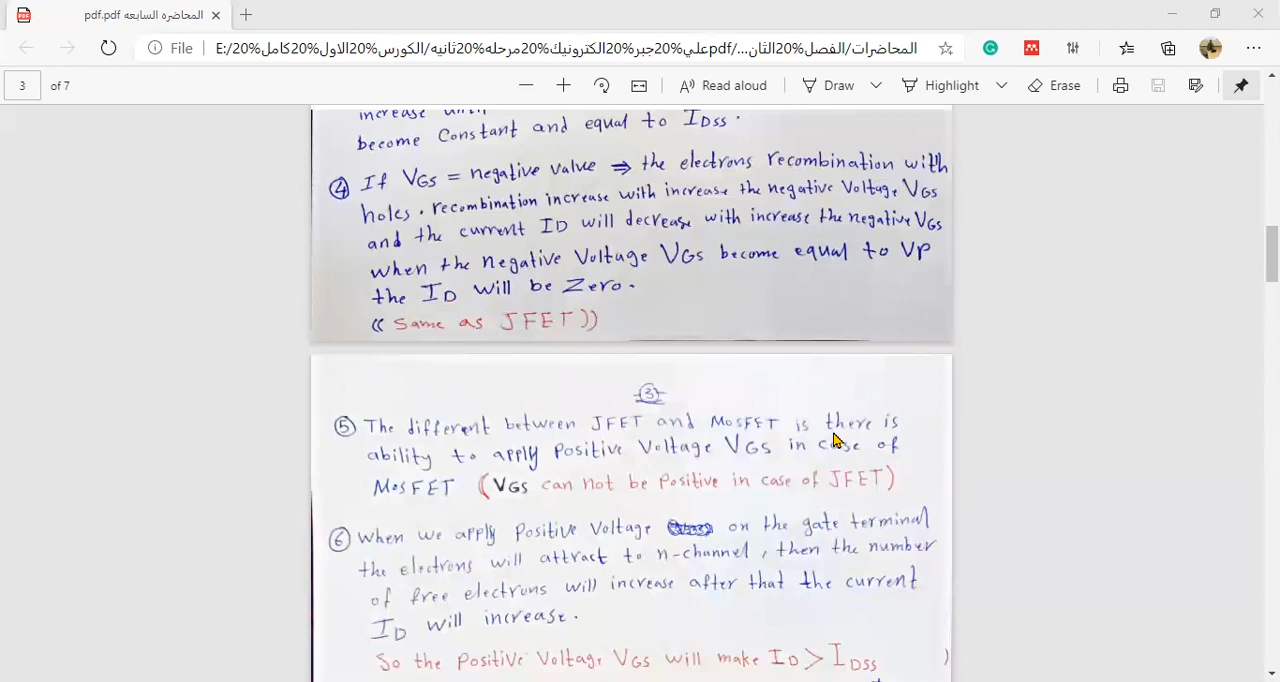 المحاضره السابعه pdf.pdf
File
E:/الكورس%20الاول%20كامل%20/علي%20جبر%20الكترونيك%20مرحله%20ثانيه/pdf...المحاضرات/الفصل%20الثان
3 of 7
Read aloud
Draw
Highlight
Erase
increase until
become constant and equal to IDSS.
④ If VGS = negative value ⇒ the electrons recombination with
holes. recombination increase with increase the negative Voltage VGS
and the current ID will decrease with increase the negative VGS
when the negative Voltage VGS become equal to VP
the ID will be Zero.
(( Same as JFET ))
3
⑤ The different between JFET and MosFET is there is
ability to apply Positive Voltage VGS in case of
MosFET (VGS can not be Positive in case of JFET)
⑥ When we apply Positive Voltage on the gate terminal
the electrons will attract to n-channel, then the number
of free electrons will increase after that the current
ID will increase.
So the Positive Voltage VGS will make ID > IDSS )